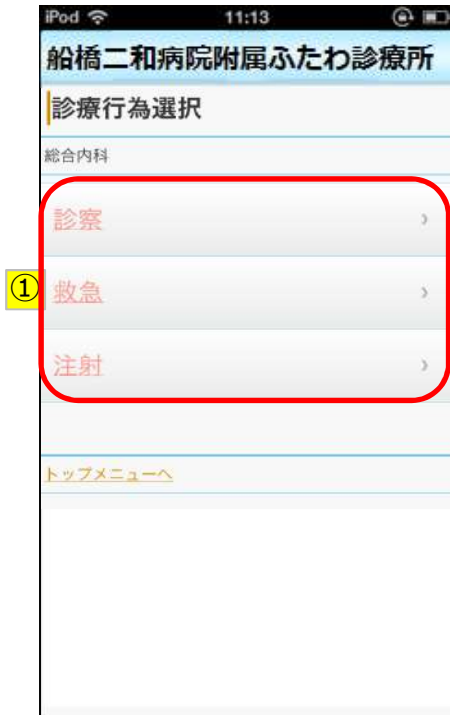 iPod 11:13
船橋二和病院附属ふたわ診療所
診療行為選択
総合内科
診察
①
救急
注射
トップメニューへ